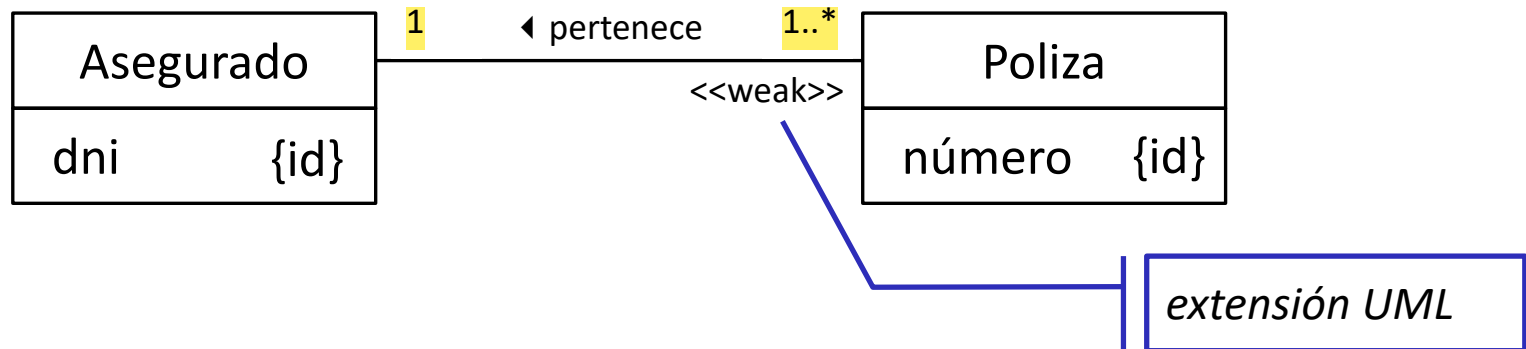 1 ◀ pertenece 1..*
Asegurado Poliza
<<weak>>
dni {id} número {id}
extensión UML